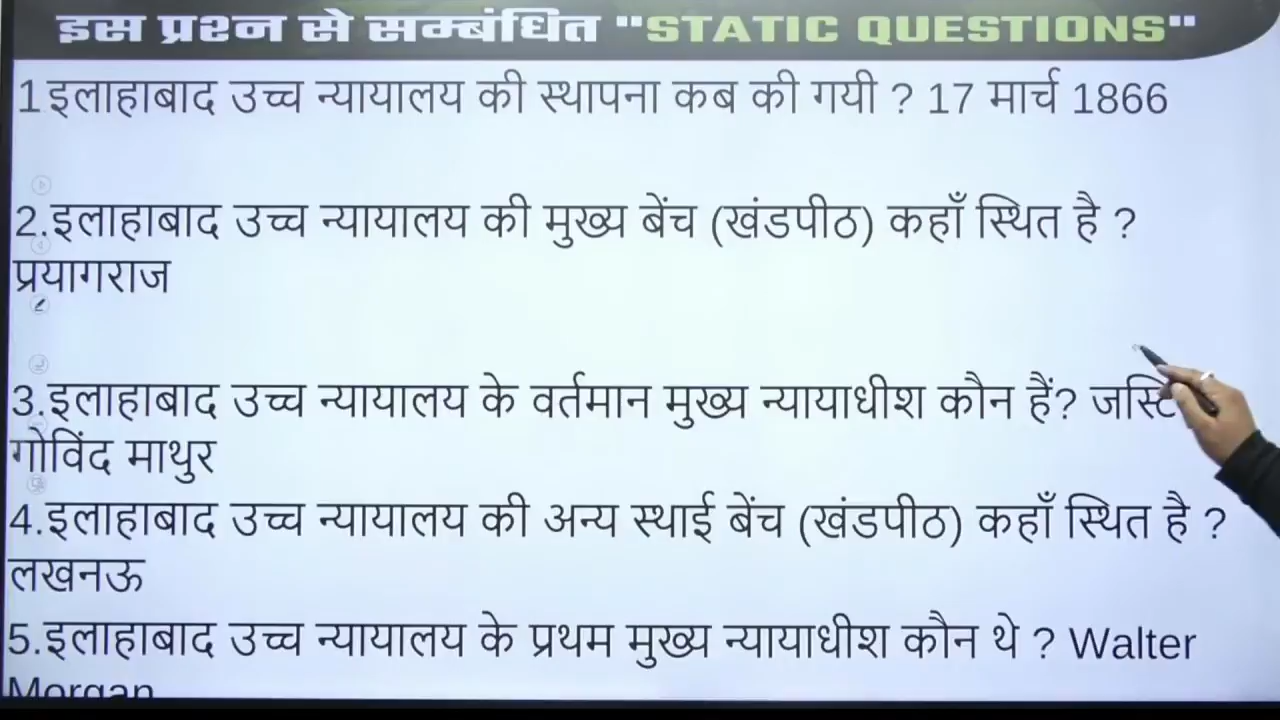 इस प्रश्न से सम्बंधित "STATIC QUESTIONS"
1इलाहाबाद उच्च न्यायालय की स्थापना कब की गयी ? 17 मार्च 1866
2.इलाहाबाद उच्च न्यायालय की मुख्य बेंच (खंडपीठ) कहाँ स्थित है ?
प्रयागराज
3.इलाहाबाद उच्च न्यायालय के वर्तमान मुख्य न्यायाधीश कौन हैं?
गोविंद माथुर
4.इलाहाबाद उच्च न्यायालय की अन्य स्थाई बेंच (खंडपीठ) कहाँ स्थित है ?
लखनऊ
5.इलाहाबाद उच्च न्यायालय के प्रथम मुख्य न्यायाधीश कौन थे ? Walter
Morgan